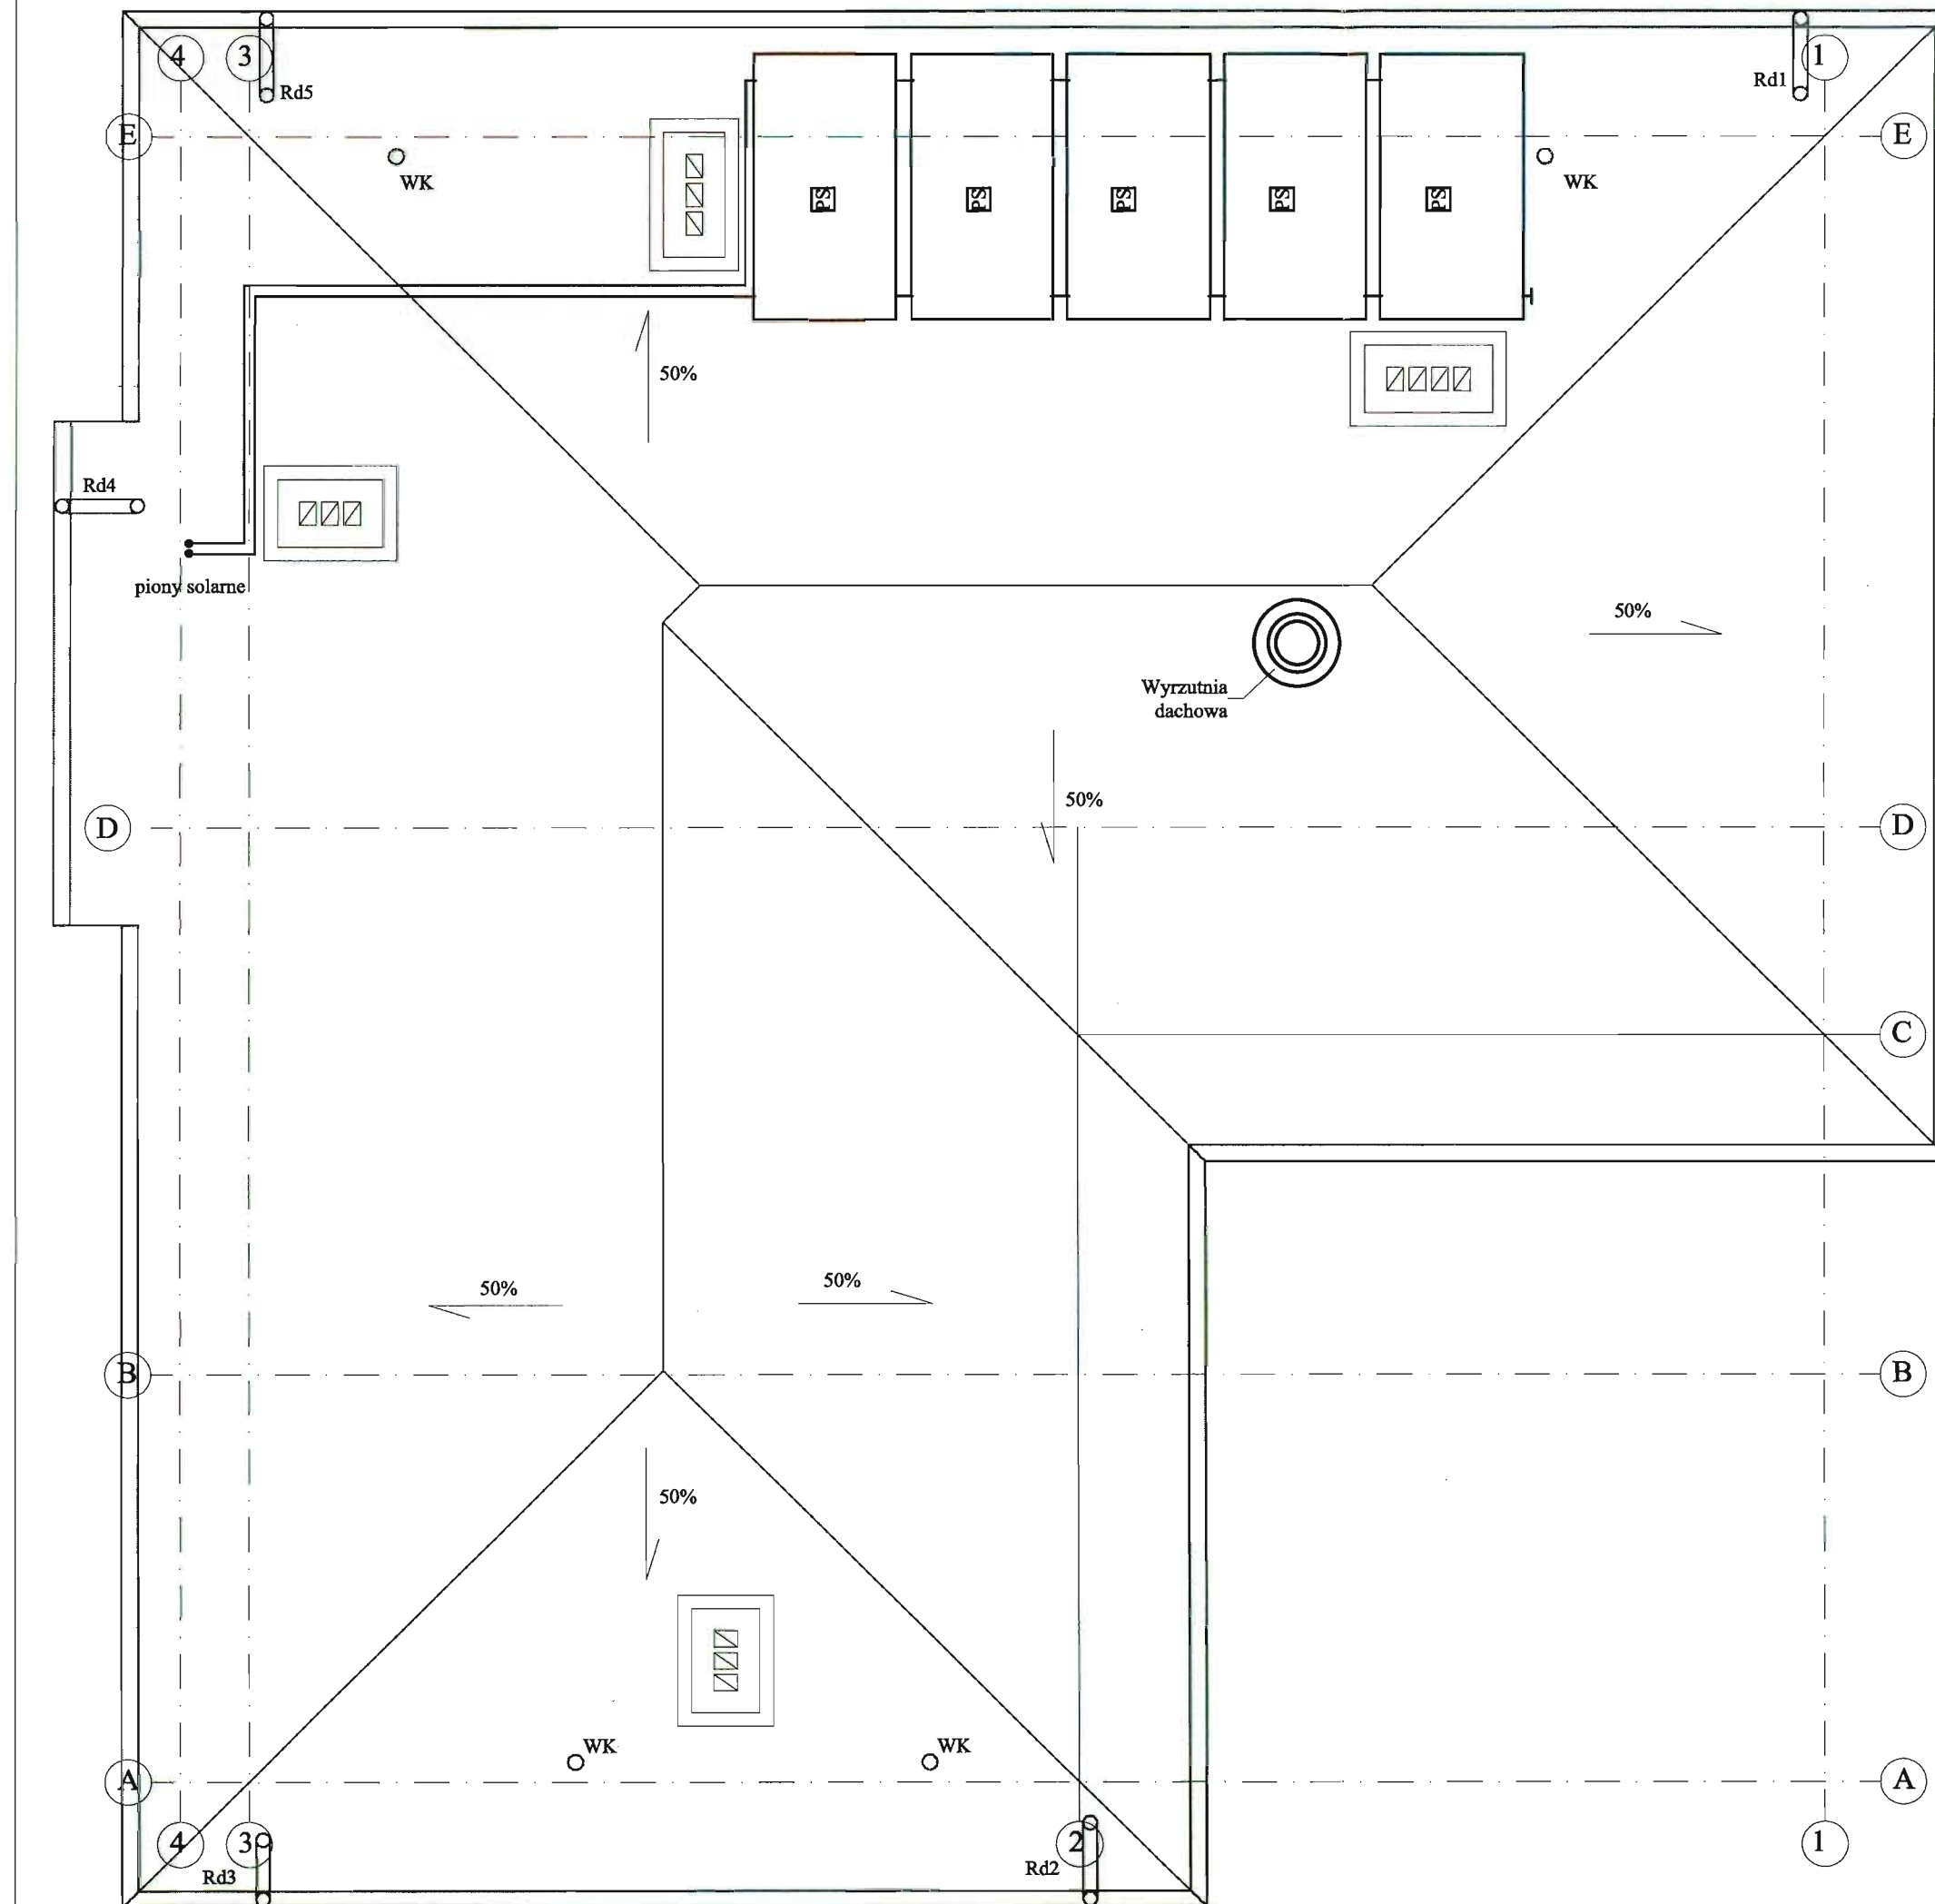 4
3
1
Rd5
Rd1
E
E
WK
WK
PS
PS
PS
PS
PS
50%
Rd4
piony solarne
50%
Wyrzutnia
dachowa
50%
D
D
C
50%
50%
B
B
50%
WK
WK
A
A
4
3
2
1
Rd3
Rd2